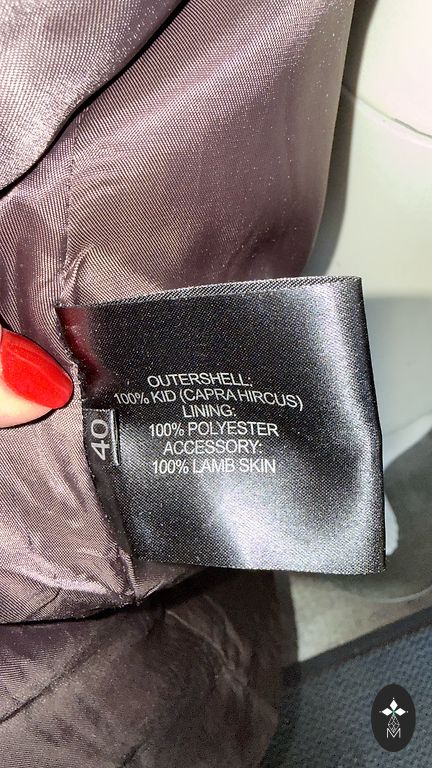 OUTERSHELL:
100% KID (CAPRA HIRCUS)
LINING:
100% POLYESTER
ACCESSORY:
100% LAMB SKIN
40
M